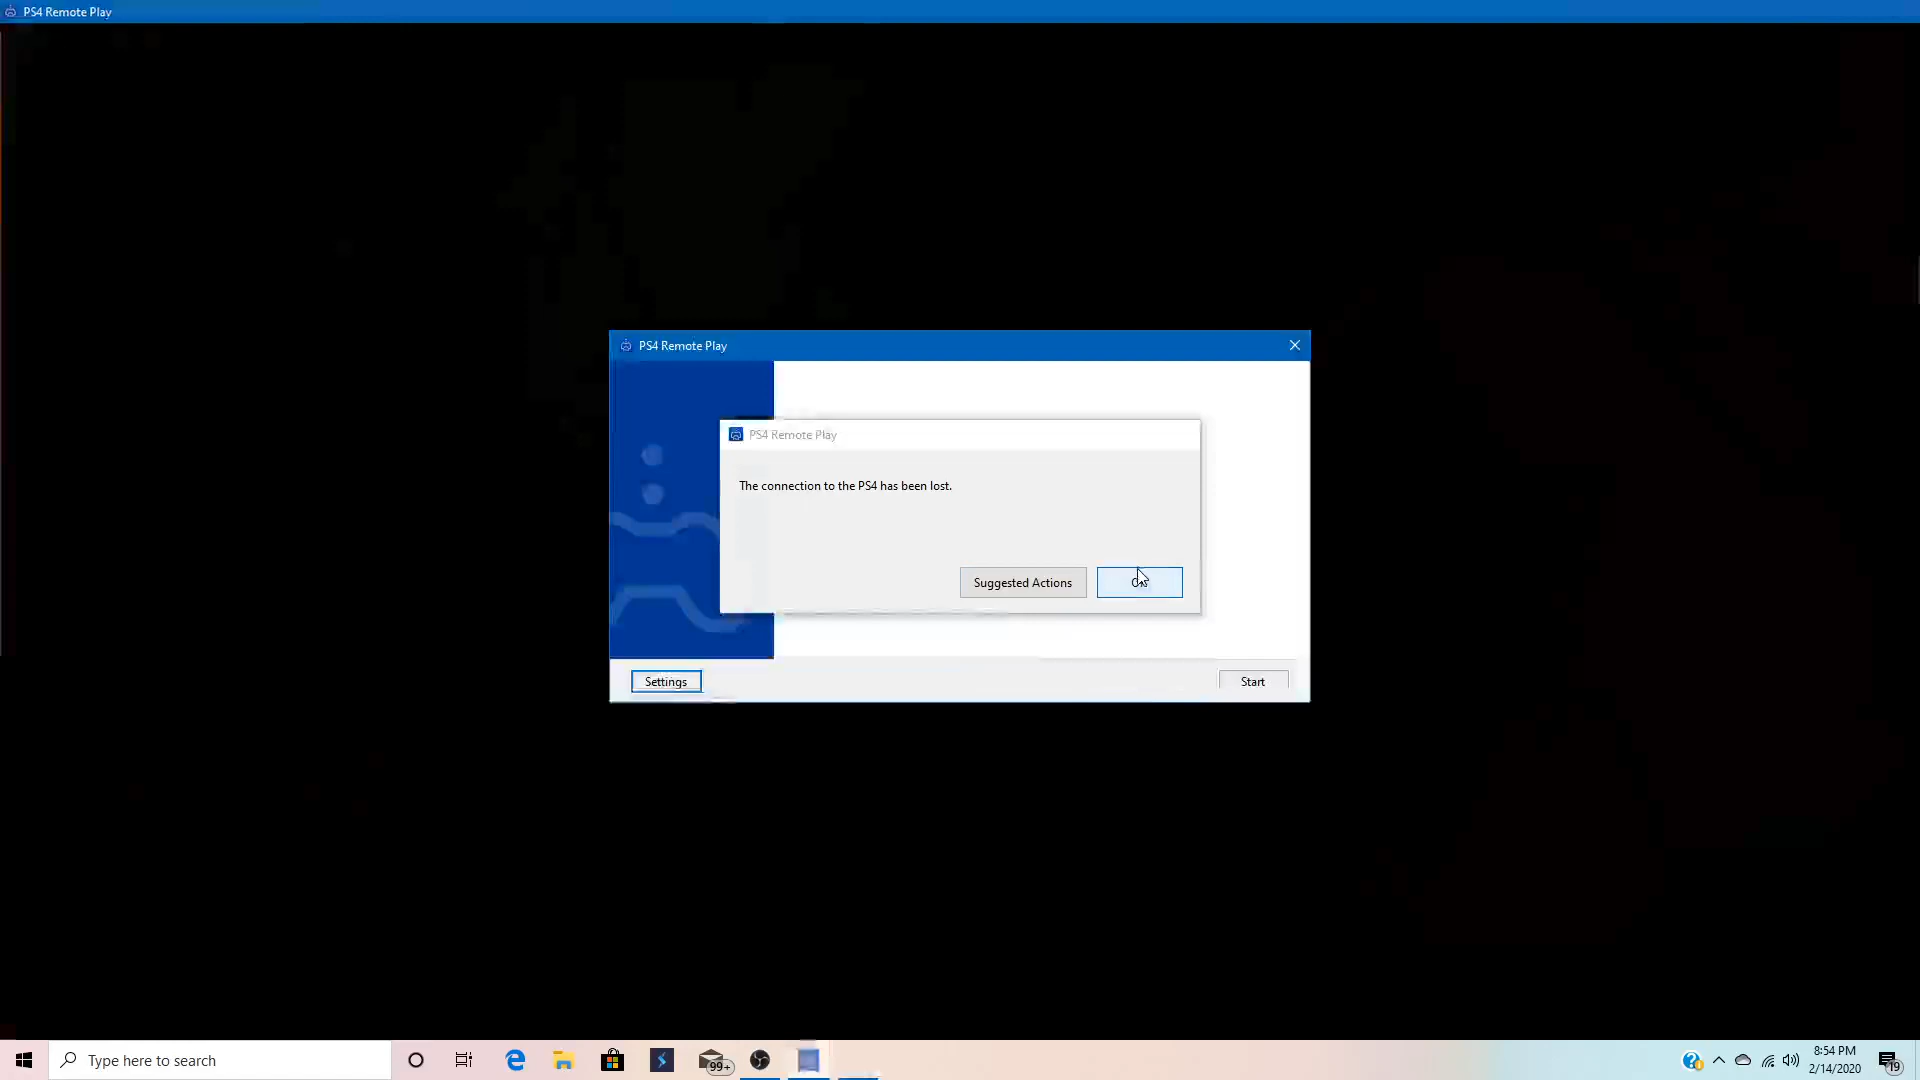 PS4 Remote Play
PS4 Remote Play
PS4 Remote Play
The connection to the PS4 has been lost.
Suggested Actions
Settings
Start
Type here to search
99+
8:54 PM
2/14/2020
19